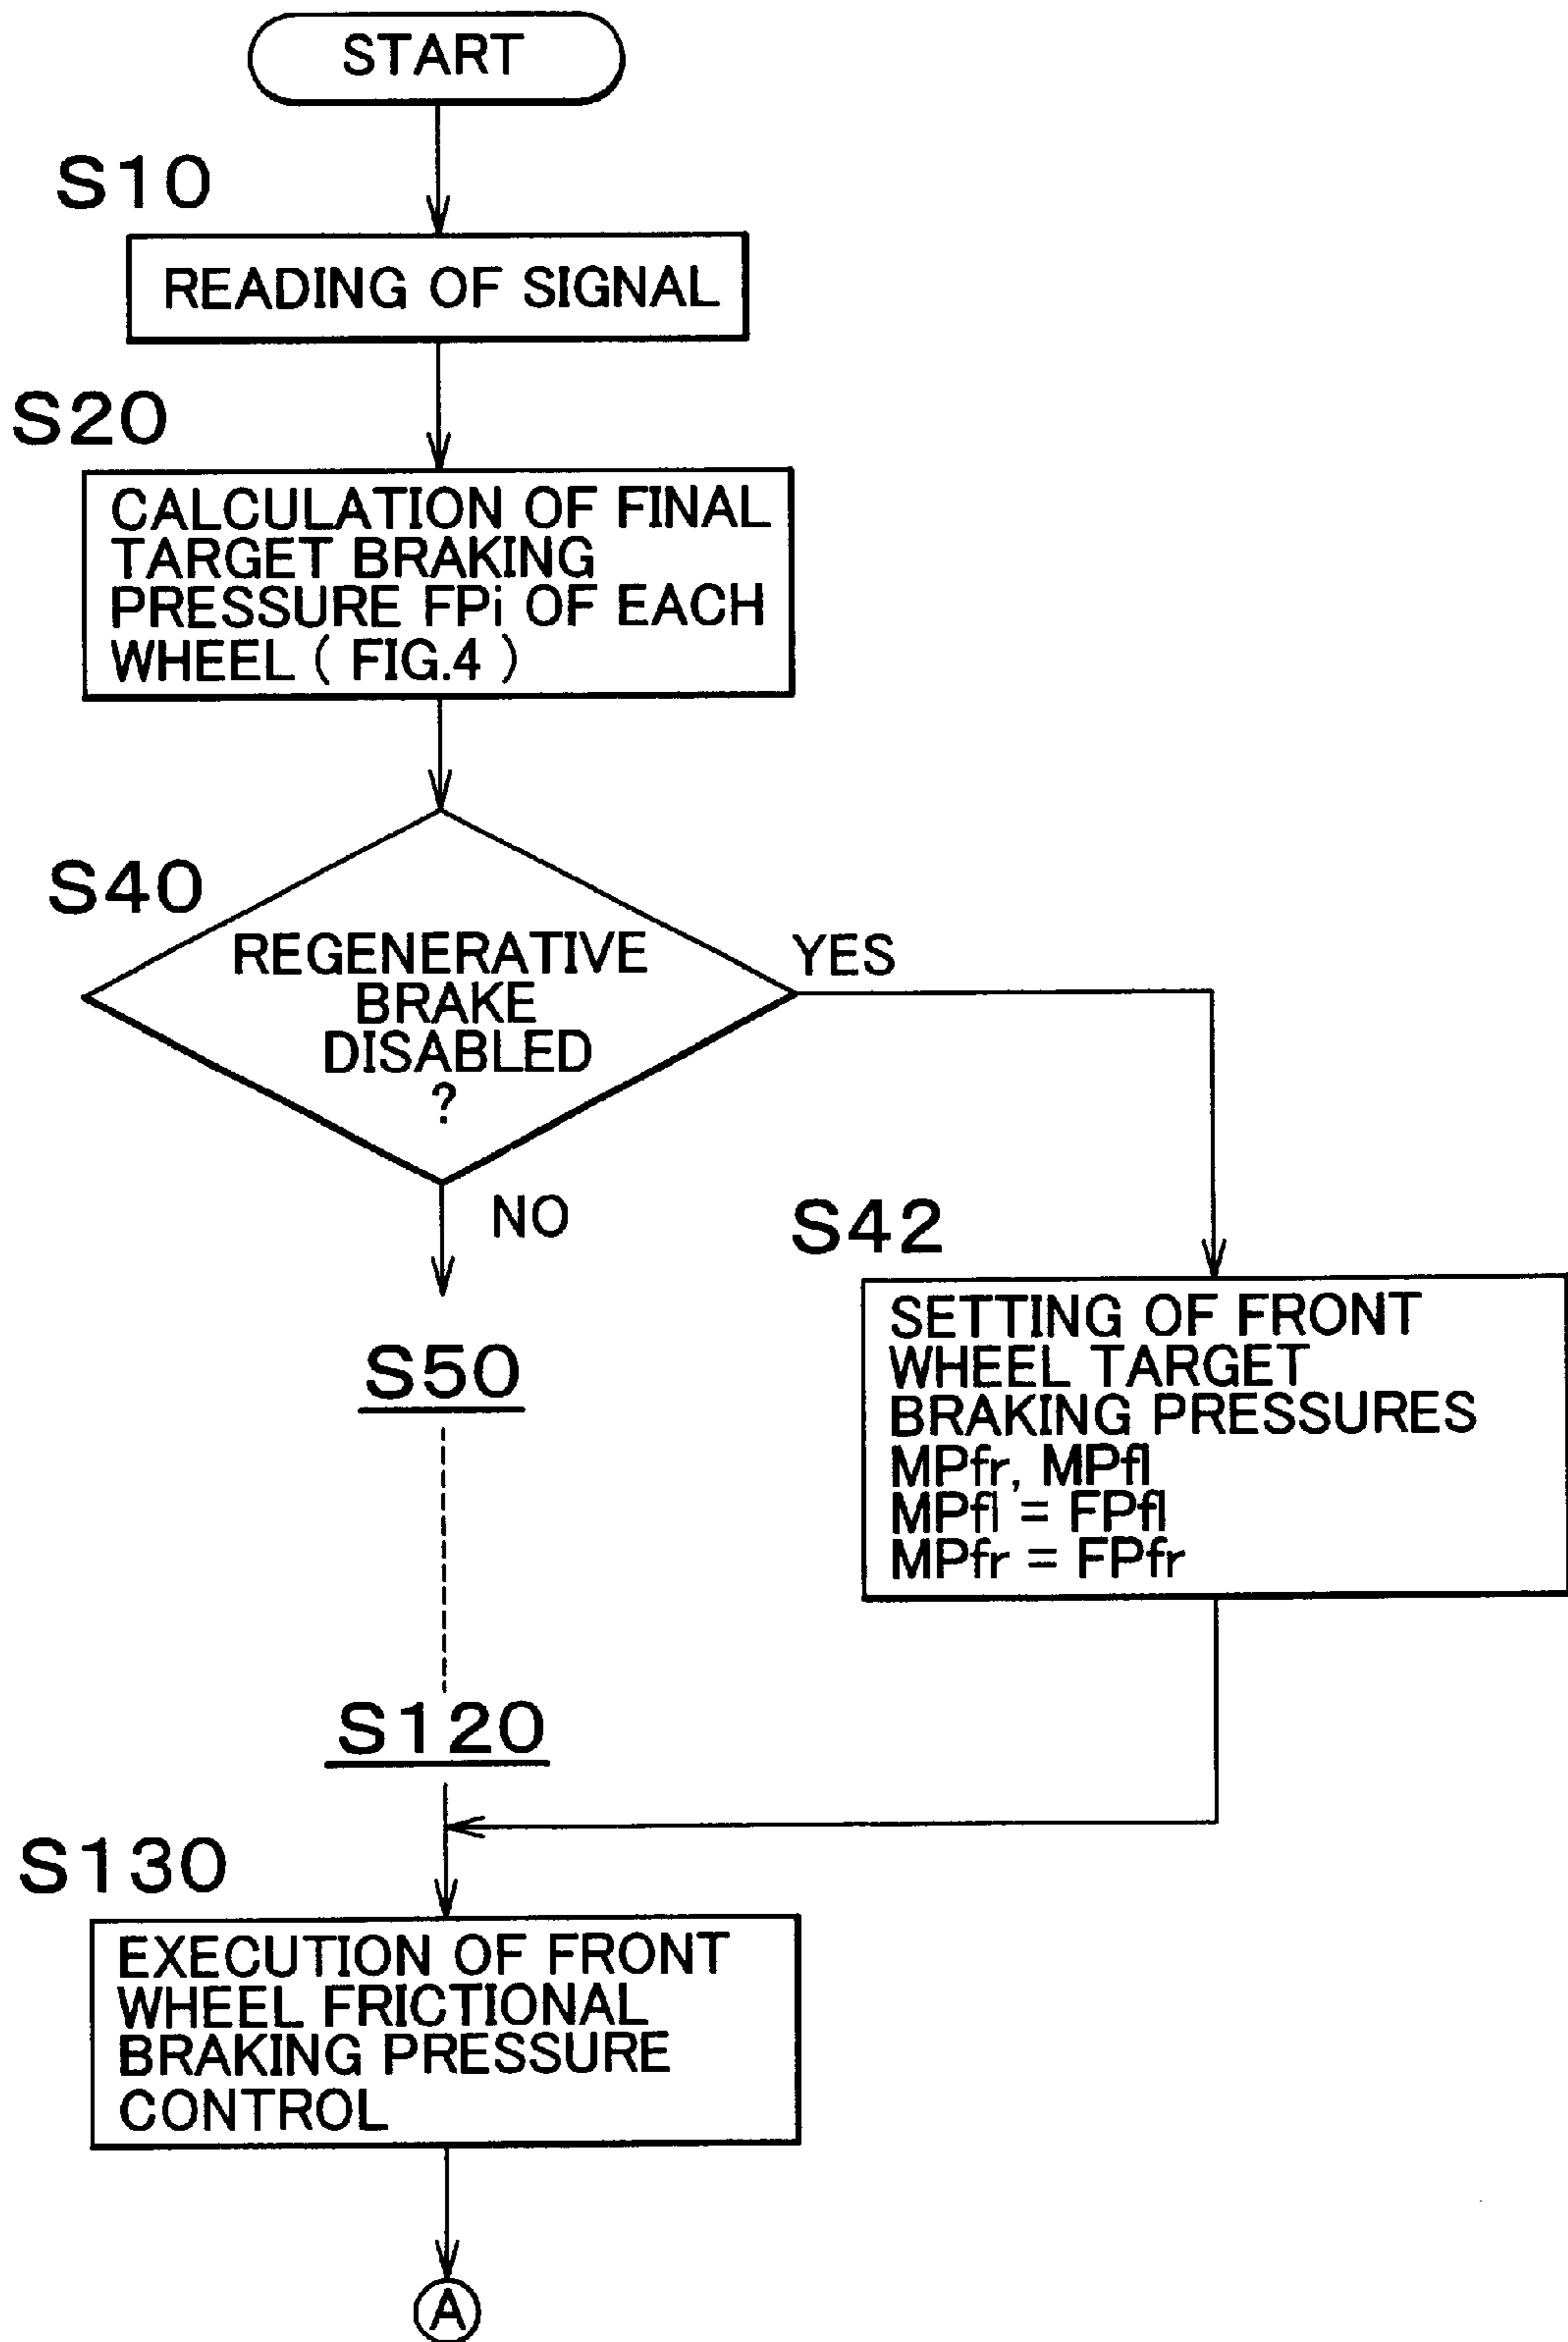 START
S10
READING OF SIGNAL
S20
CALCULATION OF FINAL
TARGET BRAKING
PRESSURE FPi OF EACH
WHEEL ( FIG.4 )
S40
REGENERATIVE
BRAKE
DISABLED
?
YES
NO
S42
SETTING OF FRONT
WHEEL TARGET
BRAKING PRESSURES
MPfr, MPfl
MPfl = FPfl
MPfr = FPfr
S50
S120
S130
EXECUTION OF FRONT
WHEEL FRICTIONAL
BRAKING PRESSURE
CONTROL
A